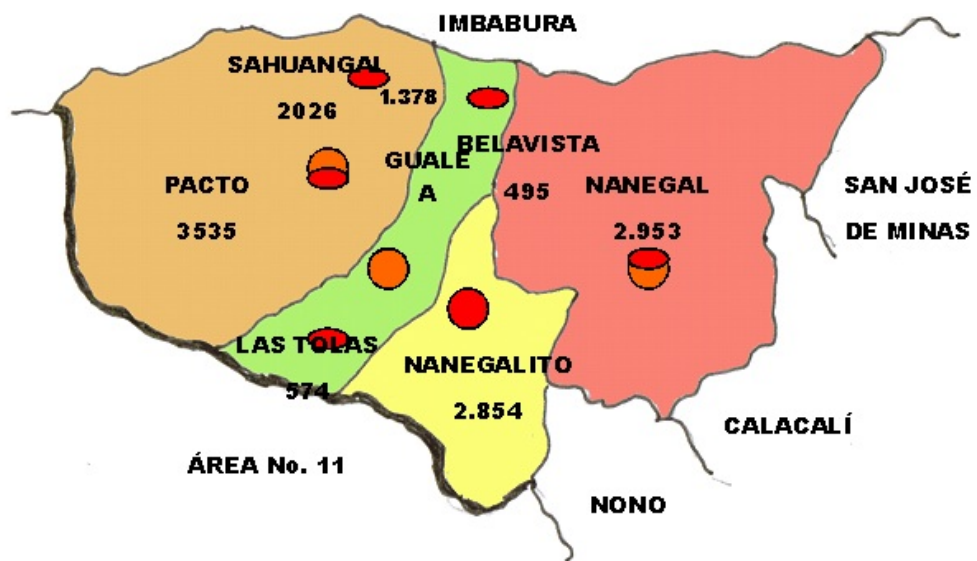 IMBABURA
SAHUANGAL
2026
1.378
BELAVISTA
495
GUALE
A
PACTO
3535
NANEGAL
2.953
SAN JOSÉ
DE MINAS
LAS TOLAS
574
NANEGALITO
2.854
CALACALÍ
ÁREA No. 11
NONO